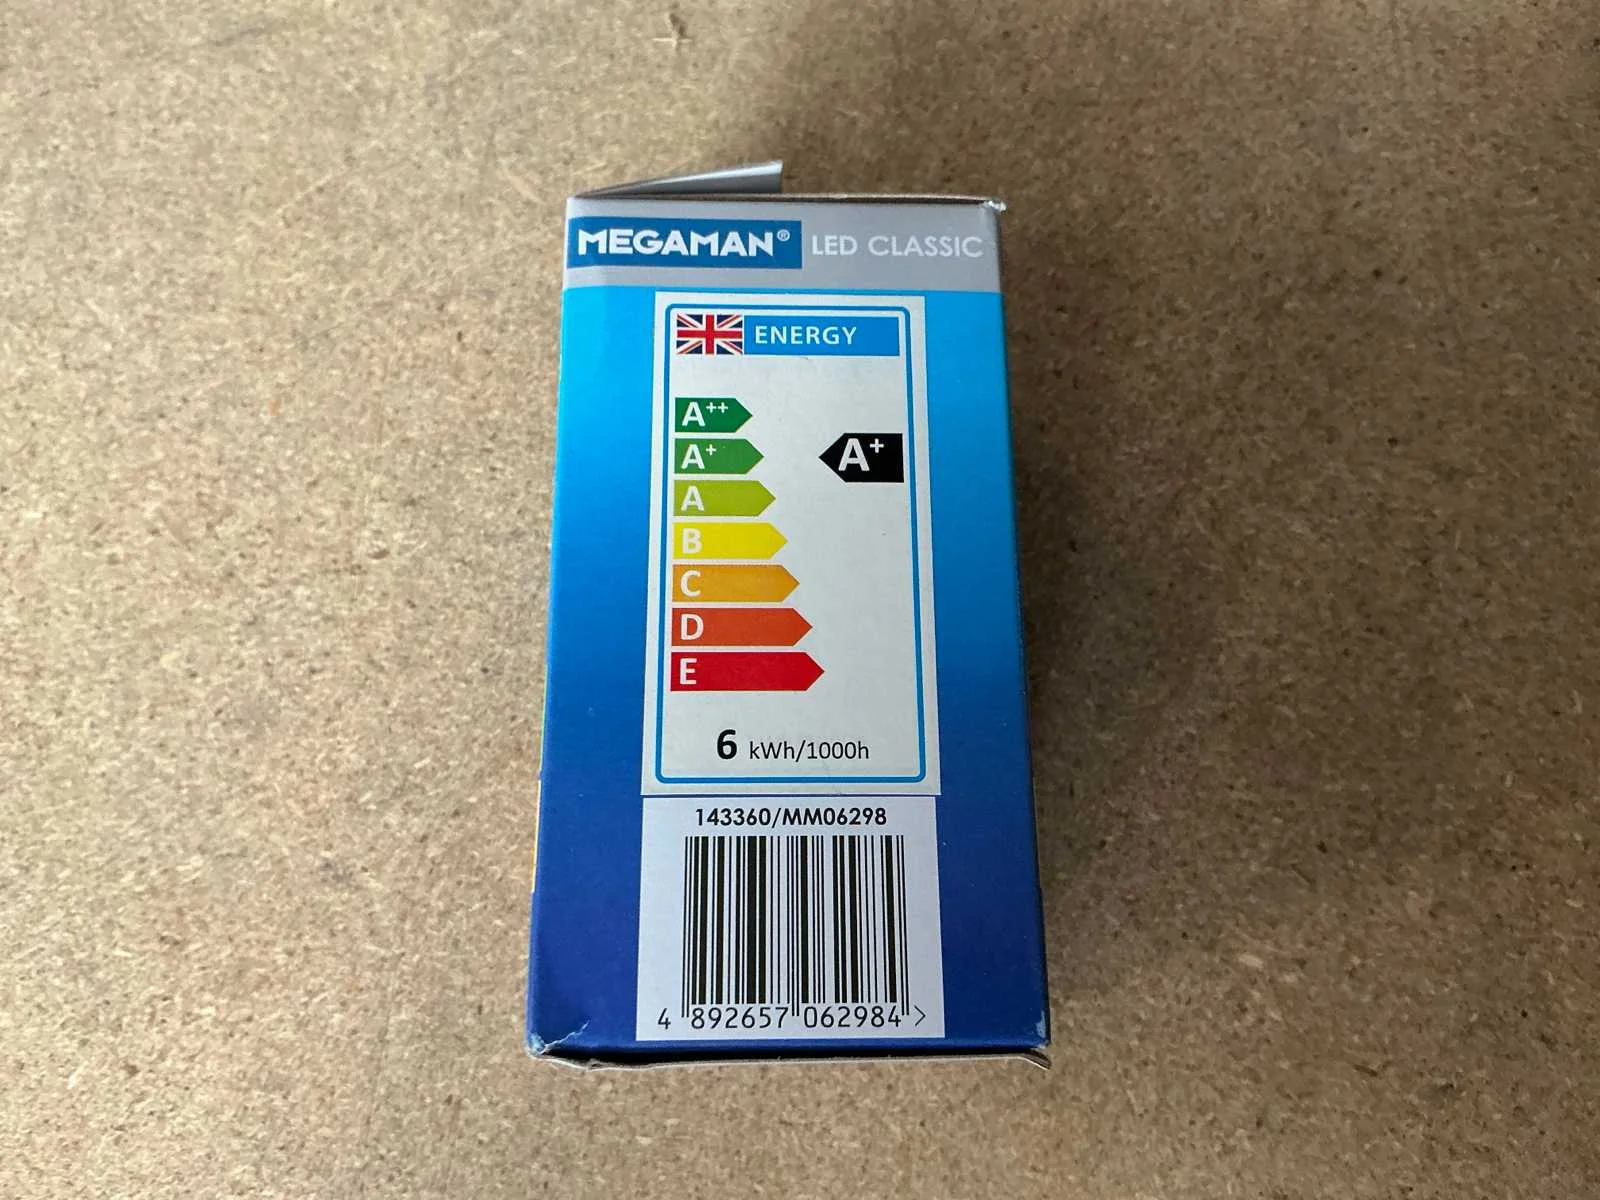 MEGAMAN® LED CLASSIC
ENERGY
A++
A+ A+
A
B
C
D
E
6 kWh/1000h
143360/MM06298
4 892657 062984 >